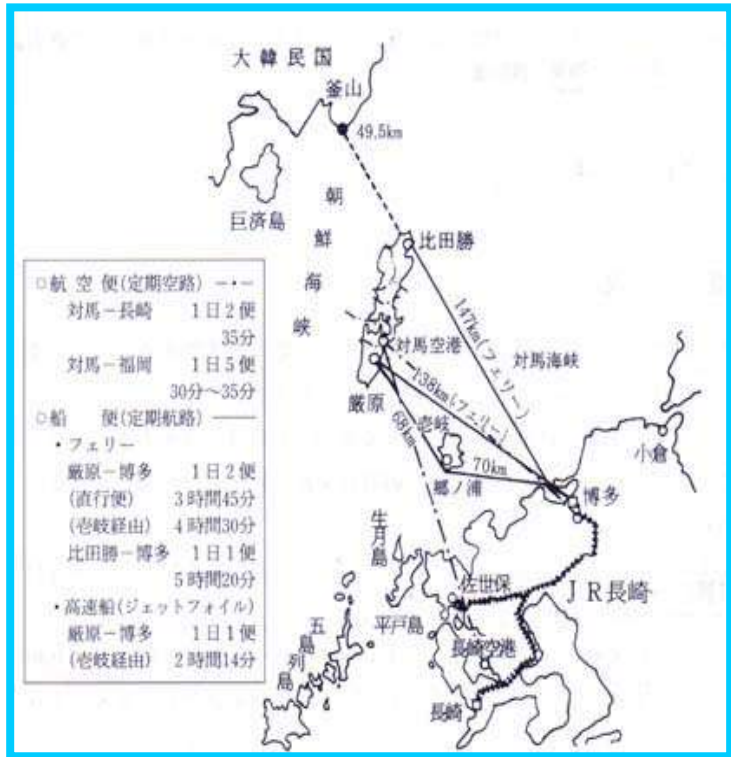 大韓民国
釜山
49.5km
朝鮮海峡
巨済島
比田勝
147km(フェリー)
対馬空港
対馬海峡
138km(フェリー)
厳原
68km
壱岐
70km
郷ノ浦
小倉
博多
生月島
佐世保
JR長崎
平戸島
長崎空港
五島列島
長崎
□航空便(定期空路) −・−
対馬−長崎 1日2便
35分
対馬−福岡 1日5便
30分〜35分
□船 便(定期航路) ――
・フェリー
厳原−博多 1日2便
(直行便) 3時間45分
(壱岐経由) 4時間30分
比田勝−博多 1日1便
5時間20分
・高速船(ジェットフォイル)
厳原−博多 1日1便
(壱岐経由) 2時間14分